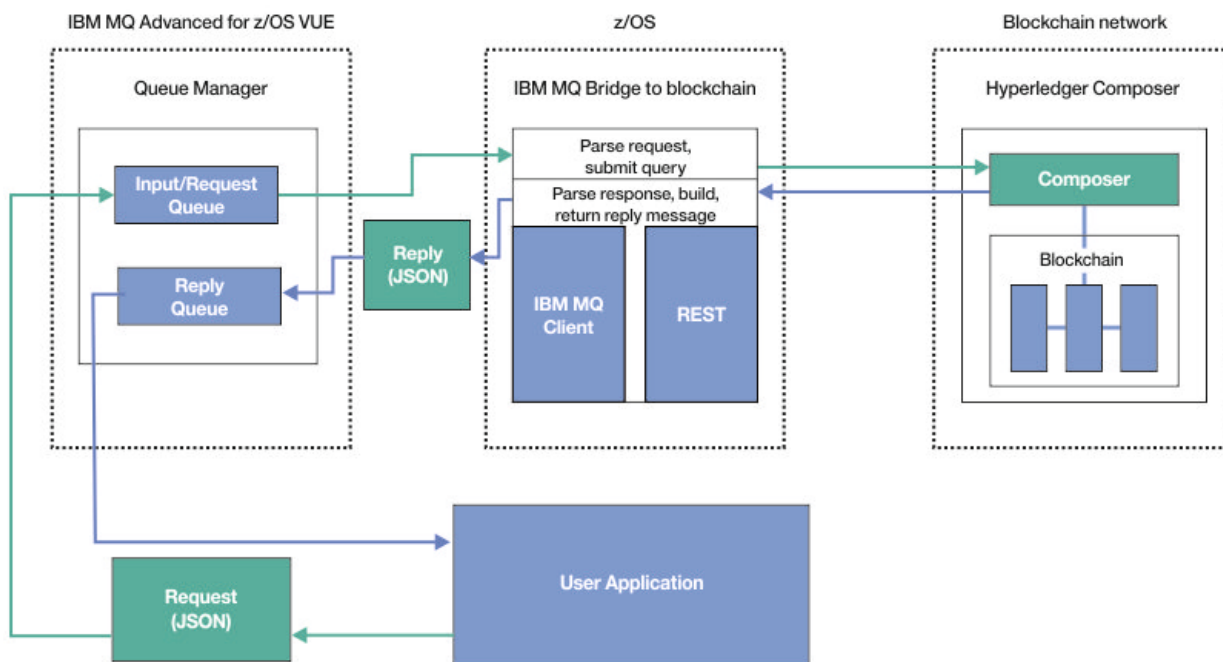 IBM MQ Advanced for z/OS VUE
z/OS
Blockchain network
Queue Manager
IBM MQ Bridge to blockchain
Hyperledger Composer
Input/Request
Queue
Reply
Queue
Reply
(JSON)
Parse request,
submit query
Parse response, build,
return reply message
IBM MQ
Client
REST
Composer
Blockchain
Request
(JSON)
User Application